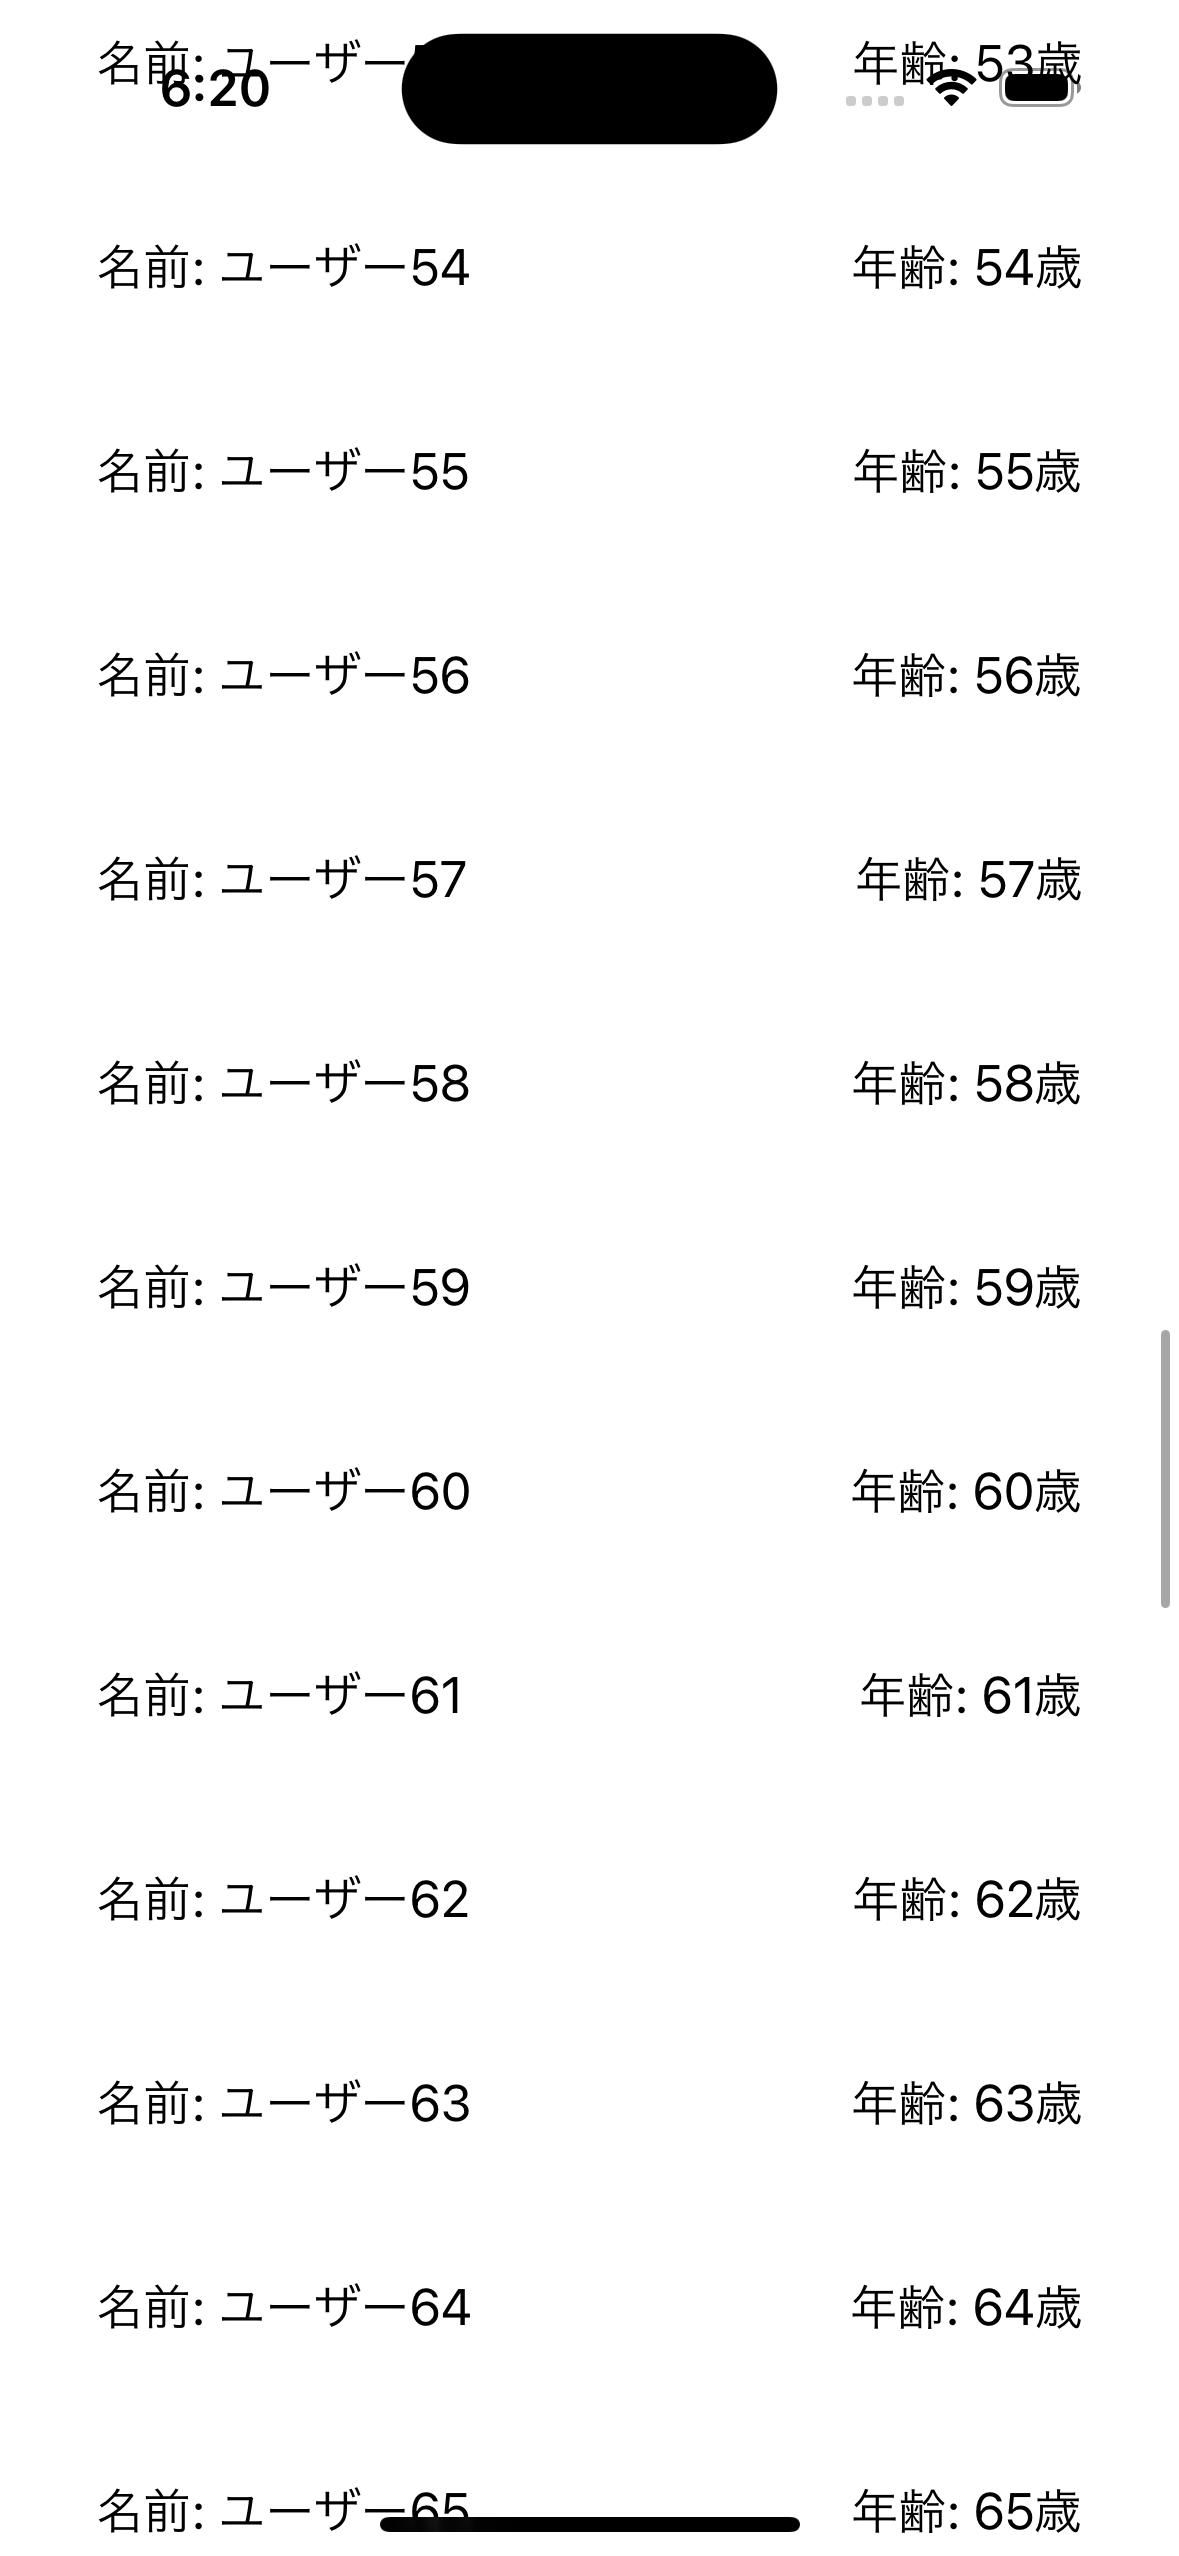 名前: ユーザー 年齢: 53歳
6:20
名前: ユーザー54 年齢: 54歳
名前: ユーザー55 年齢: 55歳
名前: ユーザー56 年齢: 56歳
名前: ユーザー57 年齢: 57歳
名前: ユーザー58 年齢: 58歳
名前: ユーザー59 年齢: 59歳
名前: ユーザー60 年齢: 60歳
名前: ユーザー61 年齢: 61歳
名前: ユーザー62 年齢: 62歳
名前: ユーザー63 年齢: 63歳
名前: ユーザー64 年齢: 64歳
名前: ユーザー65 年齢: 65歳